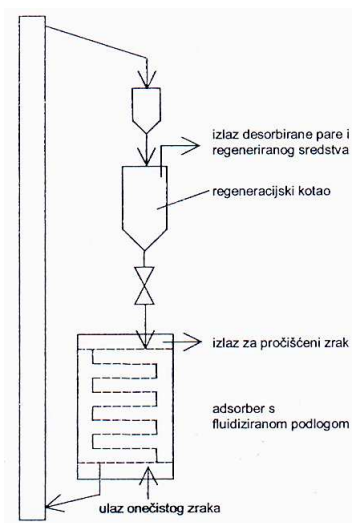 izlaz desorbirane pare i
regeneriranog sredstva
regeneracijski kotao
izlaz za pročišćeni zrak
adsorber s
fluidiziranom podlogom
ulaz onečistog zraka